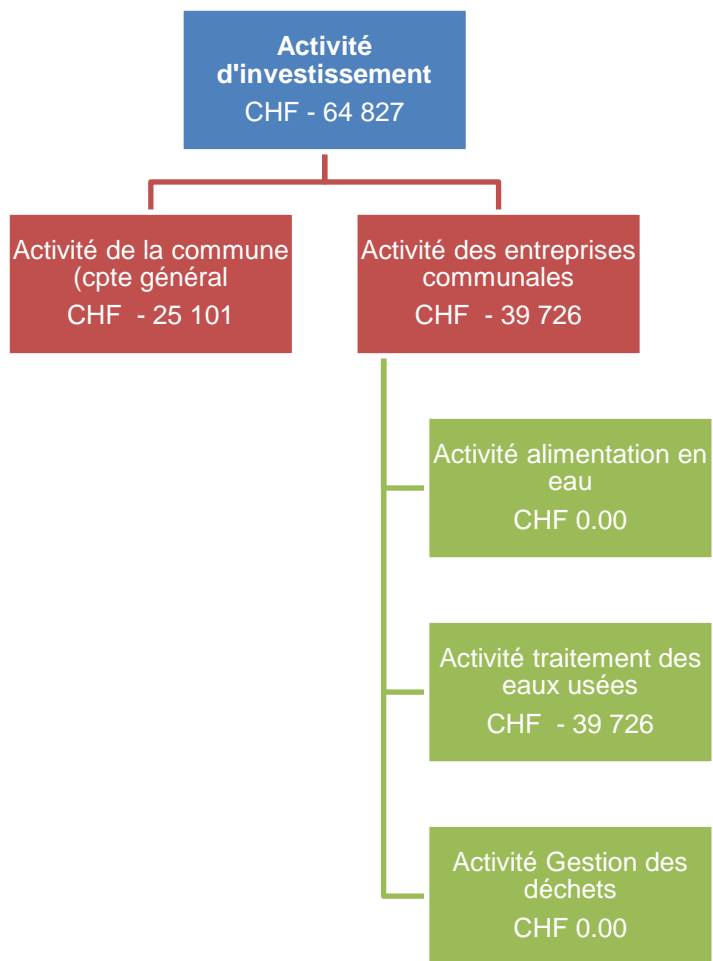 Activité
d'investissement
CHF - 64 827
Activité de la commune
(cpte général
CHF - 25 101
Activité des entreprises
communales
CHF - 39 726
Activité alimentation en
eau
CHF 0.00
Activité traitement des
eaux usées
CHF - 39 726
Activité Gestion des
déchets
CHF 0.00